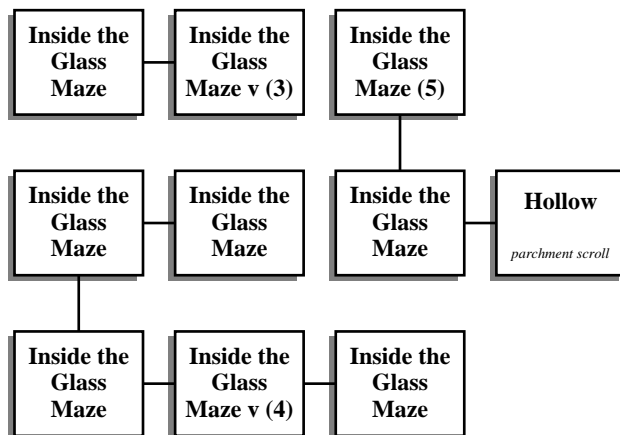 Inside the
Glass
Maze
Inside the
Glass
Maze v (3)
Inside the
Glass
Maze (5)
Inside the
Glass
Maze
Inside the
Glass
Maze
Inside the
Glass
Maze
Hollow
parchment scroll
Inside the
Glass
Maze
Inside the
Glass
Maze v (4)
Inside the
Glass
Maze